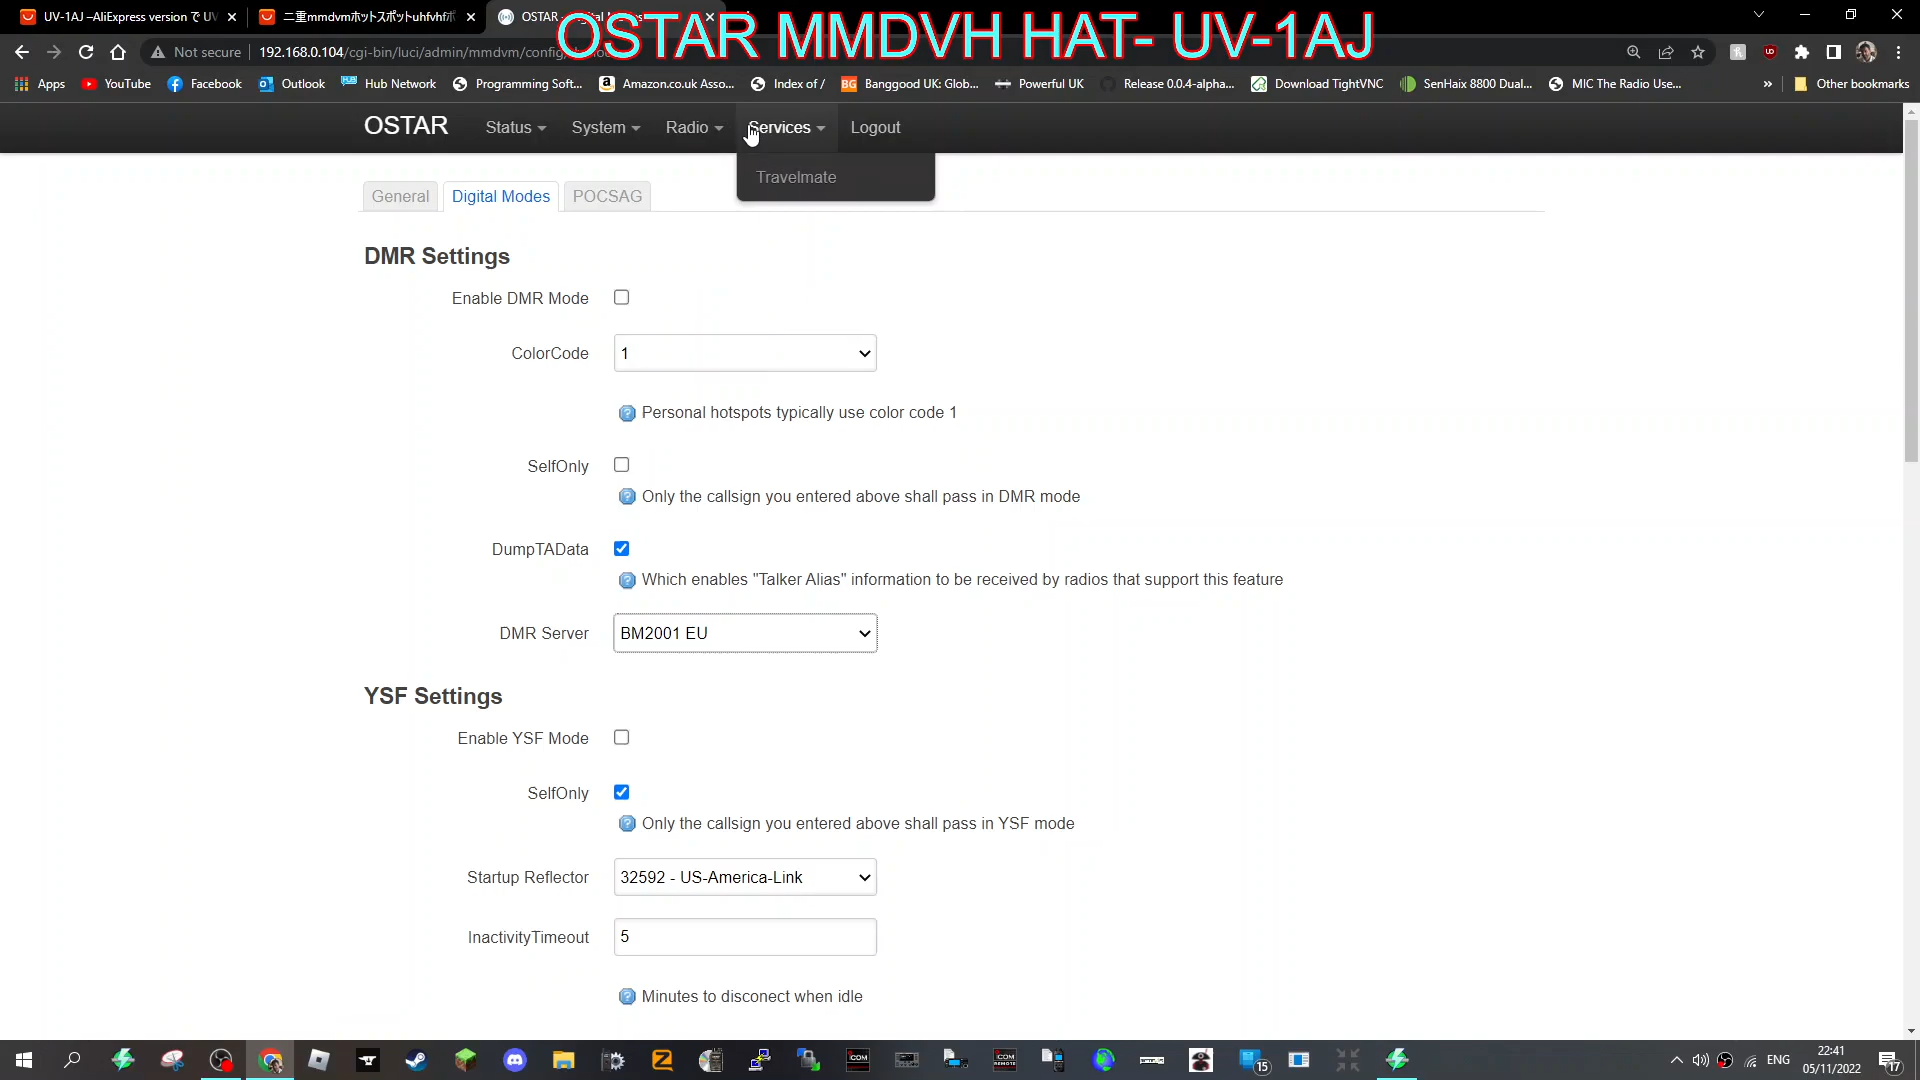 UV-1AJ –AliExpress version で UV
二重mmdvmホットスポットuhfvhf
OSTAR
OSTAR MMDVH HAT- UV-1AJ
Not secure
192.168.0.104/cgi-bin/luci/admin/mmdvm/config
Apps
YouTube
Facebook
Outlook
Hub Network
Programming Soft...
Amazon.co.uk Asso...
Index of /
Banggood UK: Glob...
Powerful UK
Release 0.0.4-alpha...
Download TightVNC
SenHaix 8800 Dual...
MIC The Radio Use...
»
Other bookmarks
OSTAR
Status
System
Radio
Services
Logout
Travelmate
General
Digital Modes
POCSAG
DMR Settings
Enable DMR Mode
ColorCode
1
Personal hotspots typically use color code 1
SelfOnly
Only the callsign you entered above shall pass in DMR mode
DumpTAData
Which enables "Talker Alias" information to be received by radios that support this feature
DMR Server
BM2001 EU
YSF Settings
Enable YSF Mode
SelfOnly
Only the callsign you entered above shall pass in YSF mode
Startup Reflector
32592 - US-America-Link
InactivityTimeout
5
Minutes to disconect when idle
15
ENG
22:41
05/11/2022
17